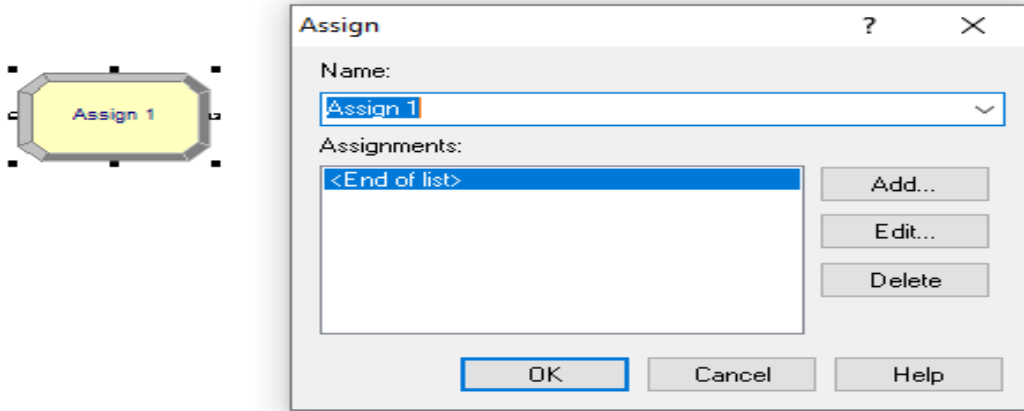 Assign 1
Assign ?
Name:
Assign 1
Assignments:
<End of list>
Add...
Edit...
Delete
OK Cancel Help